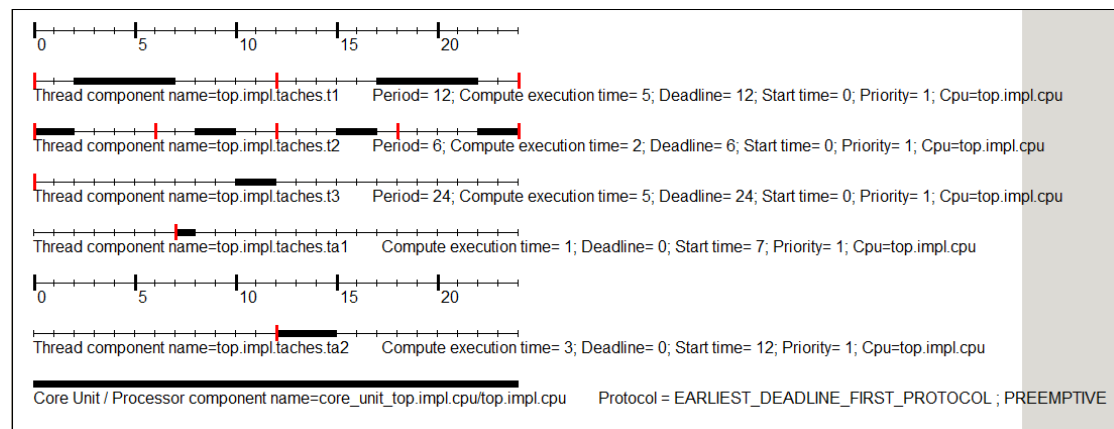 0 5 10 15 20
Thread component name=top.impl.taches.t1 Period= 12; Compute execution time= 5; Deadline= 12; Start time= 0; Priority= 1; Cpu=top.impl.cpu
Thread component name=top.impl.taches.t2 Period= 6; Compute execution time= 2; Deadline= 6; Start time= 0; Priority= 1; Cpu=top.impl.cpu
Thread component name=top.impl.taches.t3 Period= 24; Compute execution time= 5; Deadline= 24; Start time= 0; Priority= 1; Cpu=top.impl.cpu
Thread component name=top.impl.taches.ta1 Compute execution time= 1; Deadline= 0; Start time= 7; Priority= 1; Cpu=top.impl.cpu
0 5 10 15 20
Thread component name=top.impl.taches.ta2 Compute execution time= 3; Deadline= 0; Start time= 12; Priority= 1; Cpu=top.impl.cpu
Core Unit / Processor component name=core_unit_top.impl.cpu/top.impl.cpu Protocol = EARLIEST_DEADLINE_FIRST_PROTOCOL ; PREEMPTIVE